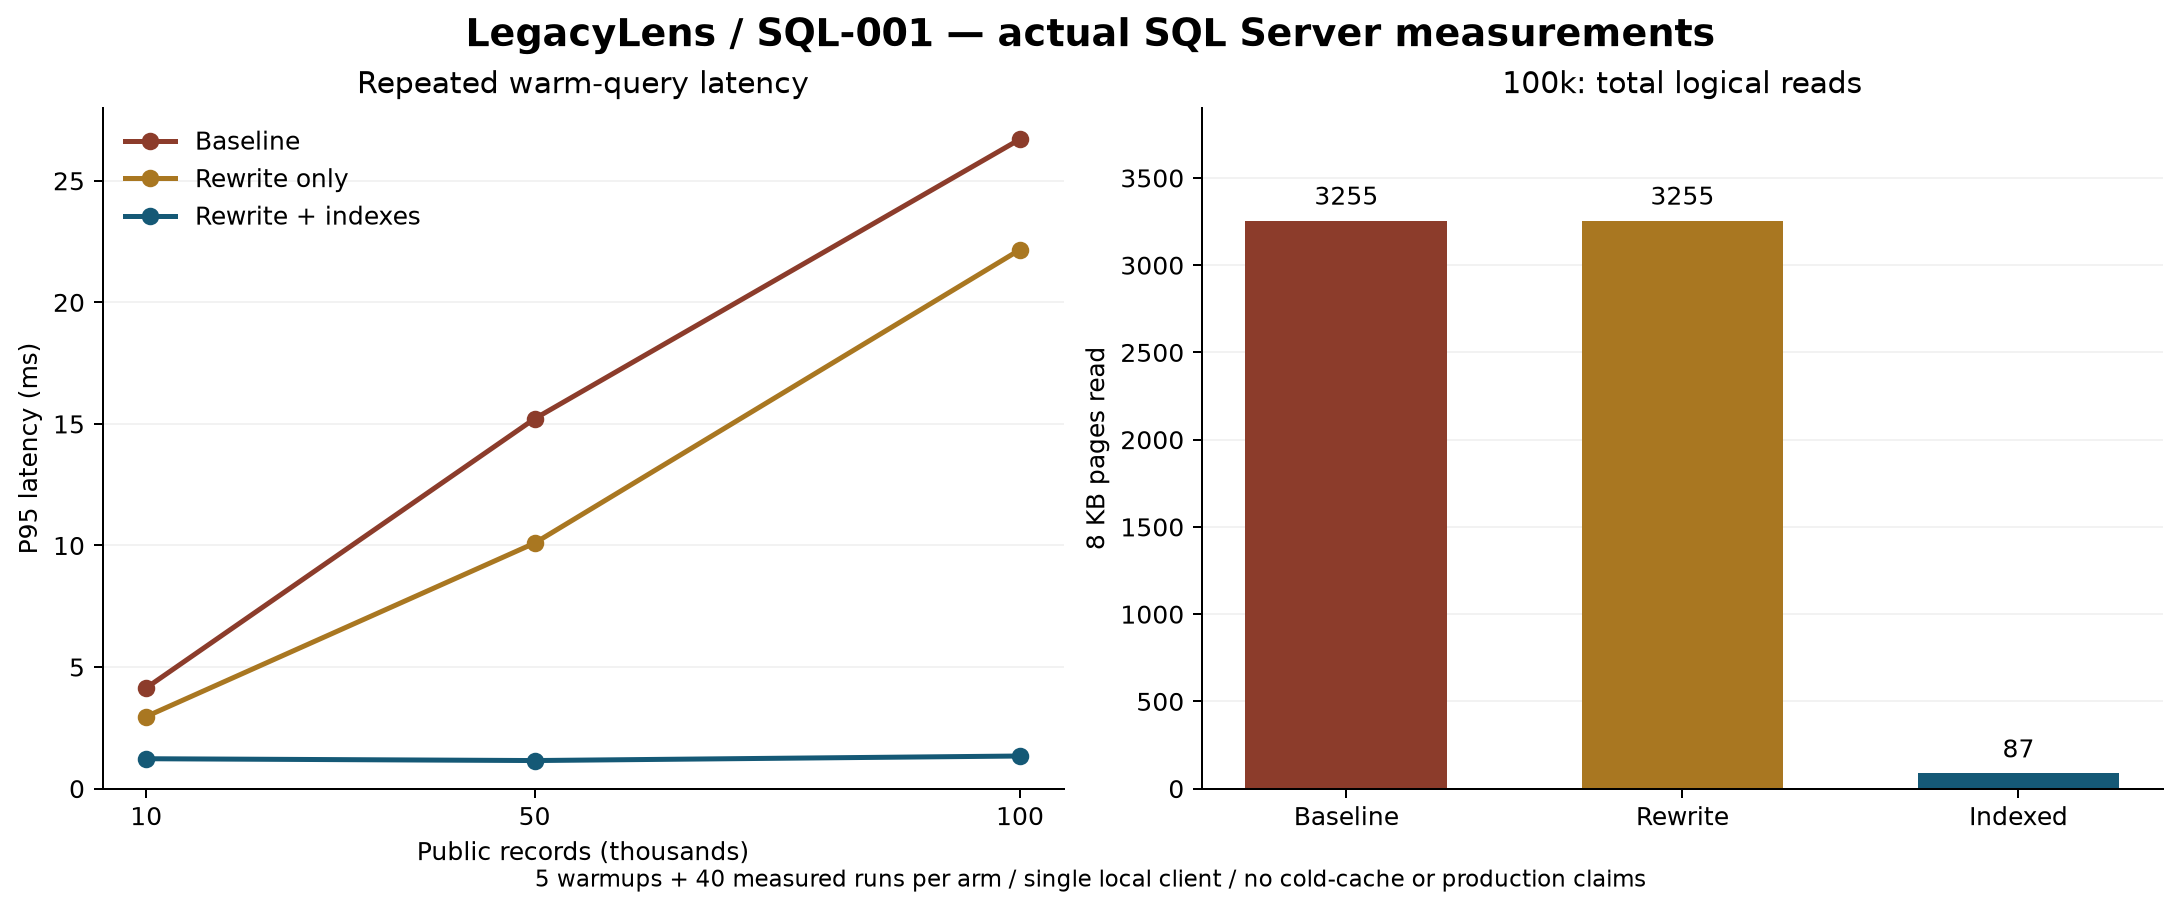 LegacyLens / SQL-001 — actual SQL Server measurements
Repeated warm-query latency
Baseline
Rewrite only
Rewrite + indexes
P95 latency (ms)
25
20
15
10
5
0
10
50
100
Public records (thousands)
100k: total logical reads
8 KB pages read
3500
3000
2500
2000
1500
1000
500
0
3255
3255
87
Baseline
Rewrite
Indexed
5 warmups + 40 measured runs per arm / single local client / no cold-cache or production claims